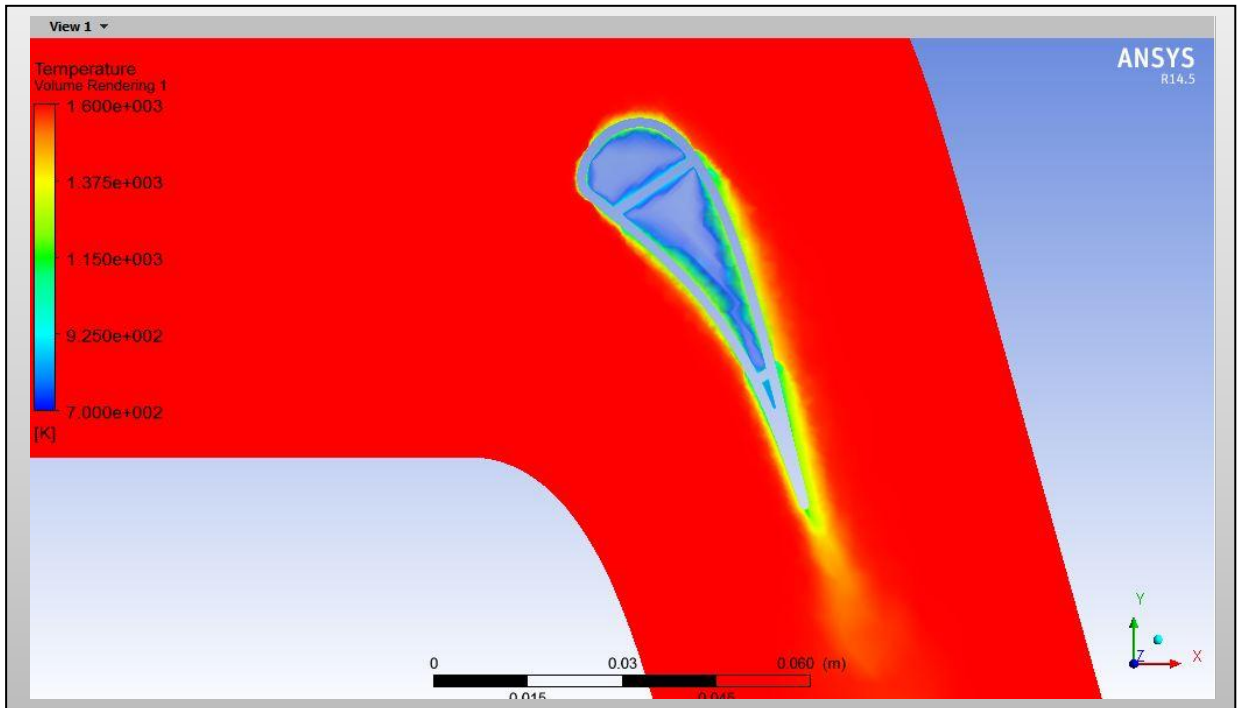 View 1
ANSYS
R14.5
Temperature
Volume Rendering 1
1.600e+003
1.375e+003
1.150e+003
9.250e+002
7.000e+002
[K]
0 0.03 0.060 (m)
0.015 0.045
Y
Z X